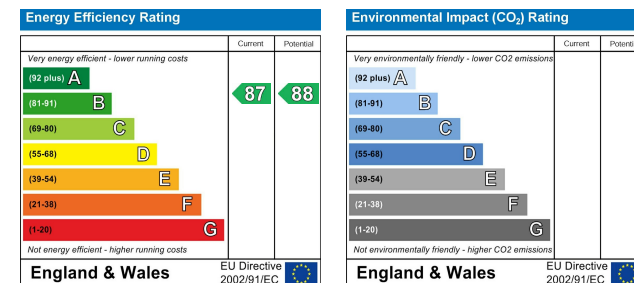 Energy Efficiency Rating
Current Potential
Very energy efficient - lower running costs
(92 plus) A
(81-91) B
87 88
(69-80) C
(55-68) D
(39-54) E
(21-38) F
(1-20) G
Not energy efficient - higher running costs
England & Wales
EU Directive
2002/91/EC
Environmental Impact (CO₂) Rating
Current Potenti
Very environmentally friendly - lower CO2 emissions
(92 plus) A
(81-91) B
(69-80) C
(55-68) D
(39-54) E
(21-38) F
(1-20) G
Not environmentally friendly - higher CO2 emissions
England & Wales
EU Directive
2002/91/EC